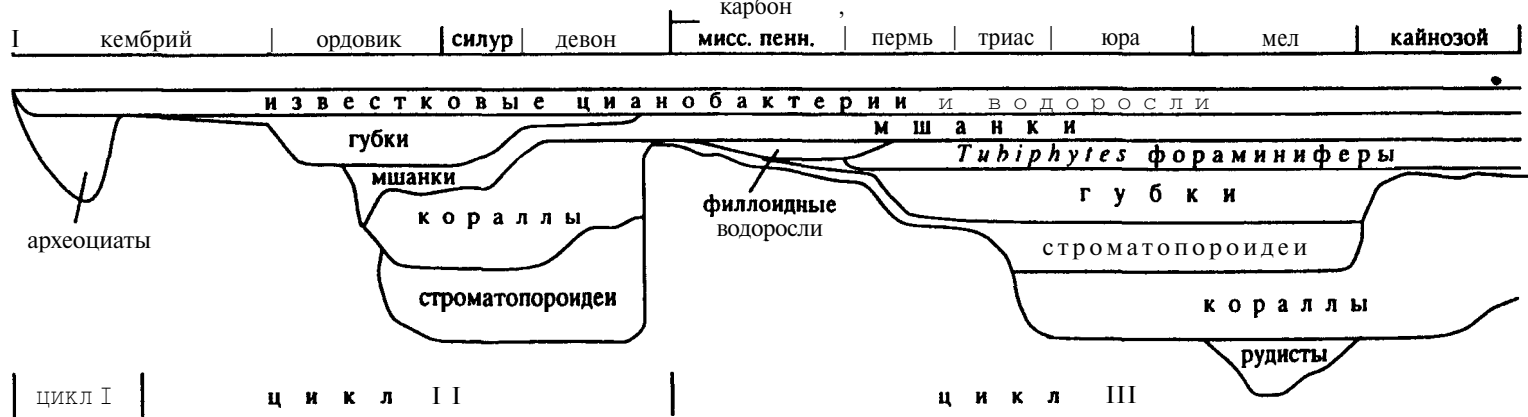 карбон ,
I кембрий | ордовик | силур | девон | мисс. пенн. | пермь | триас | юра | мел | кайнозой
известковые цианобактерии и водоросли
мшанки
губки
Tubiphytes фораминиферы
мшанки
губки
кораллы
филлоидные
водоросли
археоциаты
строматопороидеи
строматопороидеи
кораллы
рудисты
цикл I
цикл II
цикл III